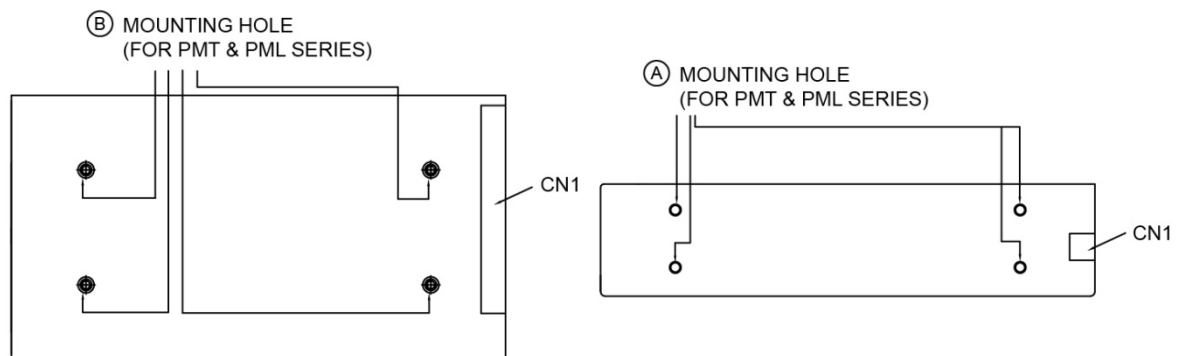 Ⓑ MOUNTING HOLE
(FOR PMT & PML SERIES)
CN1
Ⓐ MOUNTING HOLE
(FOR PMT & PML SERIES)
CN1